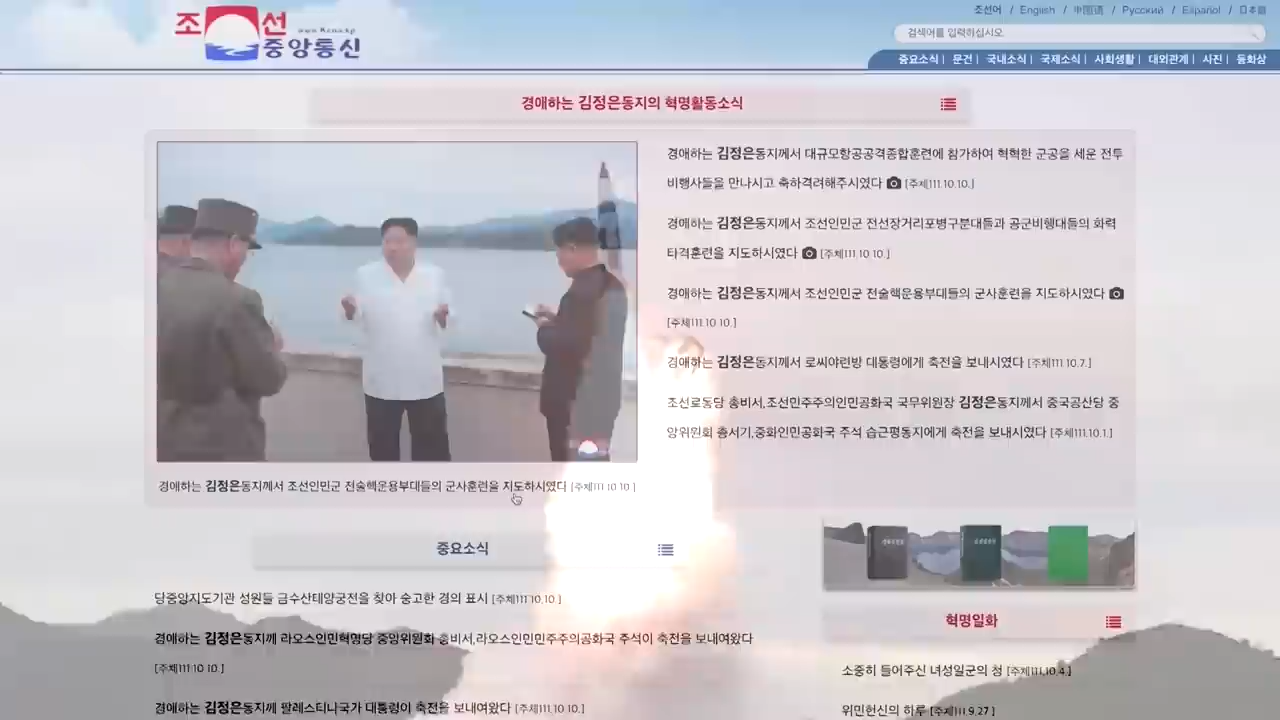 조선 www.kcna.kp
중앙통신
조선어 / English / 中国语 / Русский / Español / 日本語
검색어를 입력하십시오
중요소식 | 문건 | 국내소식 | 국제소식 | 사회생활 | 대외관계 | 사진 | 동화상
경애하는 김정은동지의 혁명활동소식
경애하는 김정은동지께서 대규모항공공격종합훈련에 참가하여 혁혁한 군공을 세운 전투
비행사들을 만나시고 축하격려해주시였다 [주체111.10.10.]
경애하는 김정은동지께서 조선인민군 전선장거리포병구분대들과 공군비행대들의 화력
타격훈련을 지도하시였다 [주체111.10.10.]
경애하는 김정은동지께서 조선인민군 전술핵운용부대들의 군사훈련을 지도하시였다
[주체111.10.10.]
경애하는 김정은동지께서 로씨야련방 대통령에게 축전을 보내시였다 [주체111.10.7.]
조선로동당 총비서,조선민주주의인민공화국 국무위원장 김정은동지께서 중국공산당 중
앙위원회 총서기,중화인민공화국 주석 습근평동지에게 축전을 보내시였다 [주체111.10.1.]
경애하는 김정은동지께서 조선인민군 전술핵운용부대들의 군사훈련을 지도하시였다 [주체111.10.10.]
중요소식
당중앙지도기관 성원들 금수산태양궁전을 찾아 숭고한 경의 표시 [주체111.10.10.]
경애하는 김정은동지께 라오스인민혁명당 중앙위원회 총비서,라오스인민민주주의공화국 주석이 축전을 보내여왔다
[주체111.10.10.]
경애하는 김정은동지께 팔레스티나국가 대통령이 축전을 보내여왔다 [주체111.10.10.]
혁명일화
소중히 들어주신 녀성일군의 청 [주체111.10.4.]
위민헌신의 하루 [주체111.9.27.]